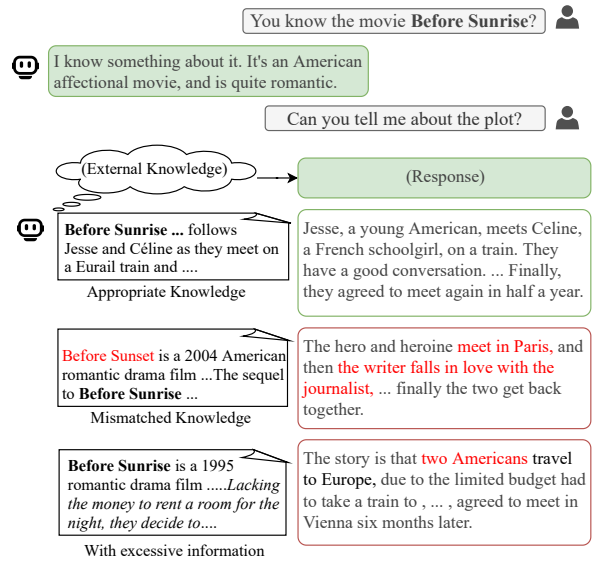 You know the movie Before Sunrise?
I know something about it. It's an American
affectional movie, and is quite romantic.
Can you tell me about the plot?
(External Knowledge)
(Response)
Before Sunrise ... follows
Jesse and Céline as they meet on
a Eurail train and ....
Appropriate Knowledge
Jesse, a young American, meets Celine,
a French schoolgirl, on a train. They
have a good conversation. ... Finally,
they agreed to meet again in half a year.
Before Sunset is a 2004 American
romantic drama film ...The sequel
to Before Sunrise ...
Mismatched Knowledge
The hero and heroine meet in Paris, and
then the writer falls in love with the
journalist, ... finally the two get back
together.
Before Sunrise is a 1995
romantic drama film .....Lacking
the money to rent a room for the
night, they decide to....
With excessive information
The story is that two Americans travel
to Europe, due to the limited budget had
to take a train to , ... , agreed to meet in
Vienna six months later.